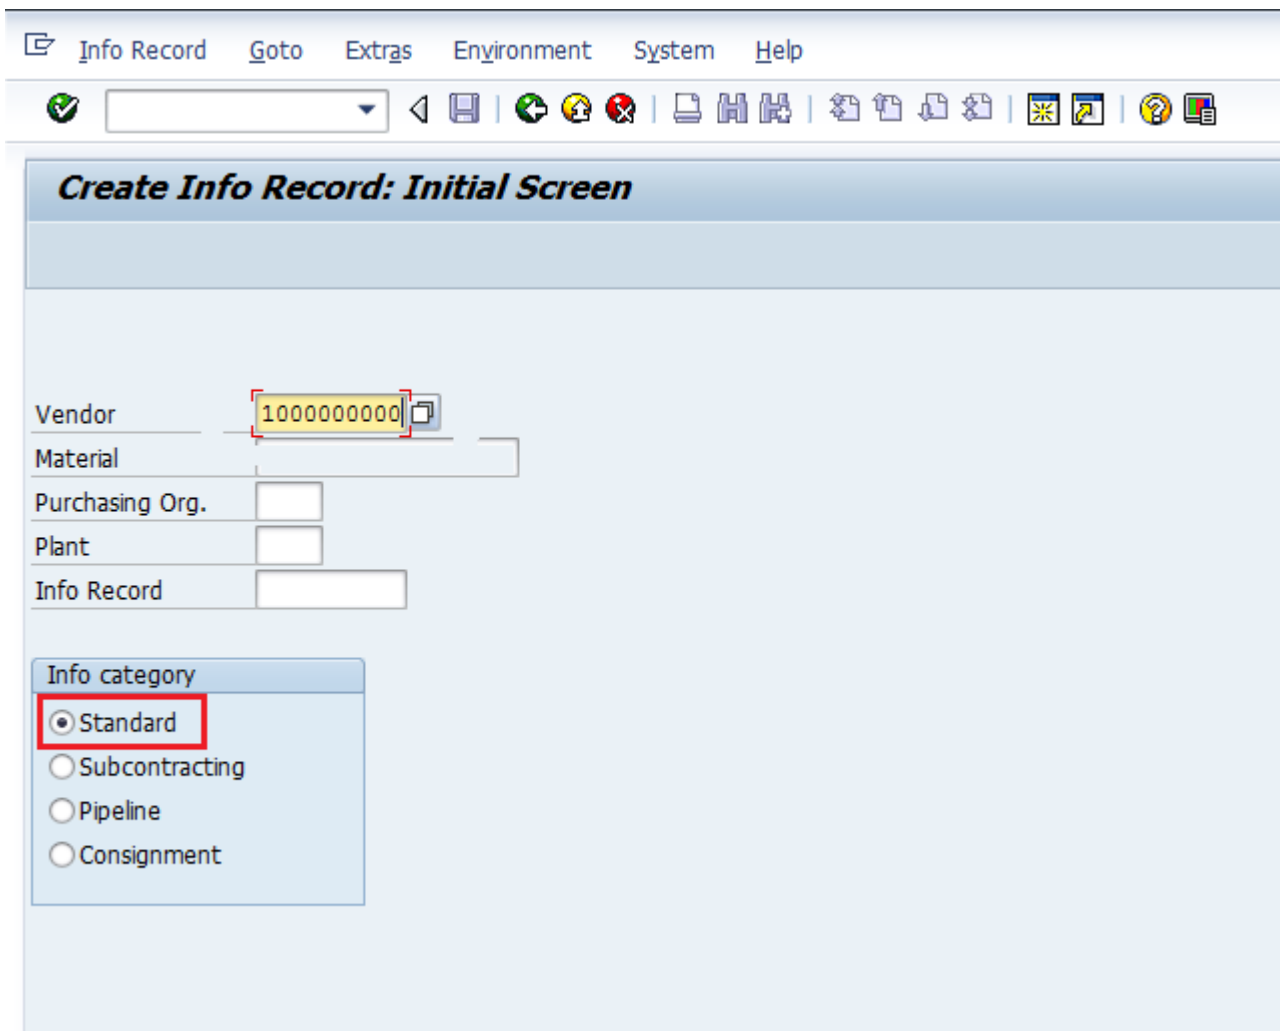 Info Record Goto Extras Environment System Help
Create Info Record: Initial Screen
Vendor 1000000000
Material
Purchasing Org.
Plant
Info Record
Info category
Standard
Subcontracting
Pipeline
Consignment